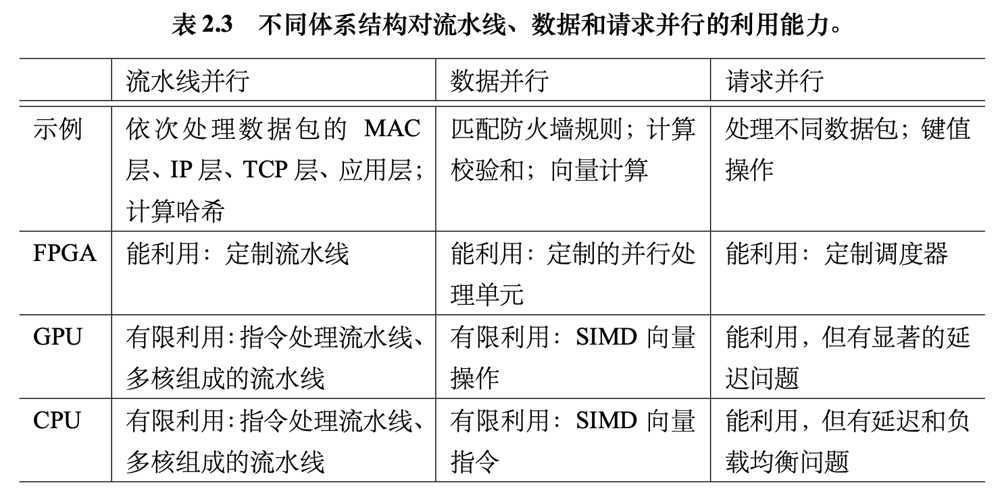 表 2.3 不同体系结构对流水线、数据和请求并行的利用能力。
流水线并行 数据并行 请求并行
示例 依次处理数据包的 MAC 匹配防火墙规则；计算 处理不同数据包；键值
层、IP 层、TCP 层、应用层； 校验和；向量计算 操作
计算哈希
FPGA 能利用：定制流水线 能利用：定制的并行处 能利用：定制调度器
理单元
GPU 有限利用：指令处理流水线、 有限利用：SIMD 向量 能利用，但有显著的延
多核组成的流水线 操作 迟问题
CPU 有限利用：指令处理流水线、 有限利用：SIMD 向量 能利用，但有延迟和负
多核组成的流水线 指令 载均衡问题